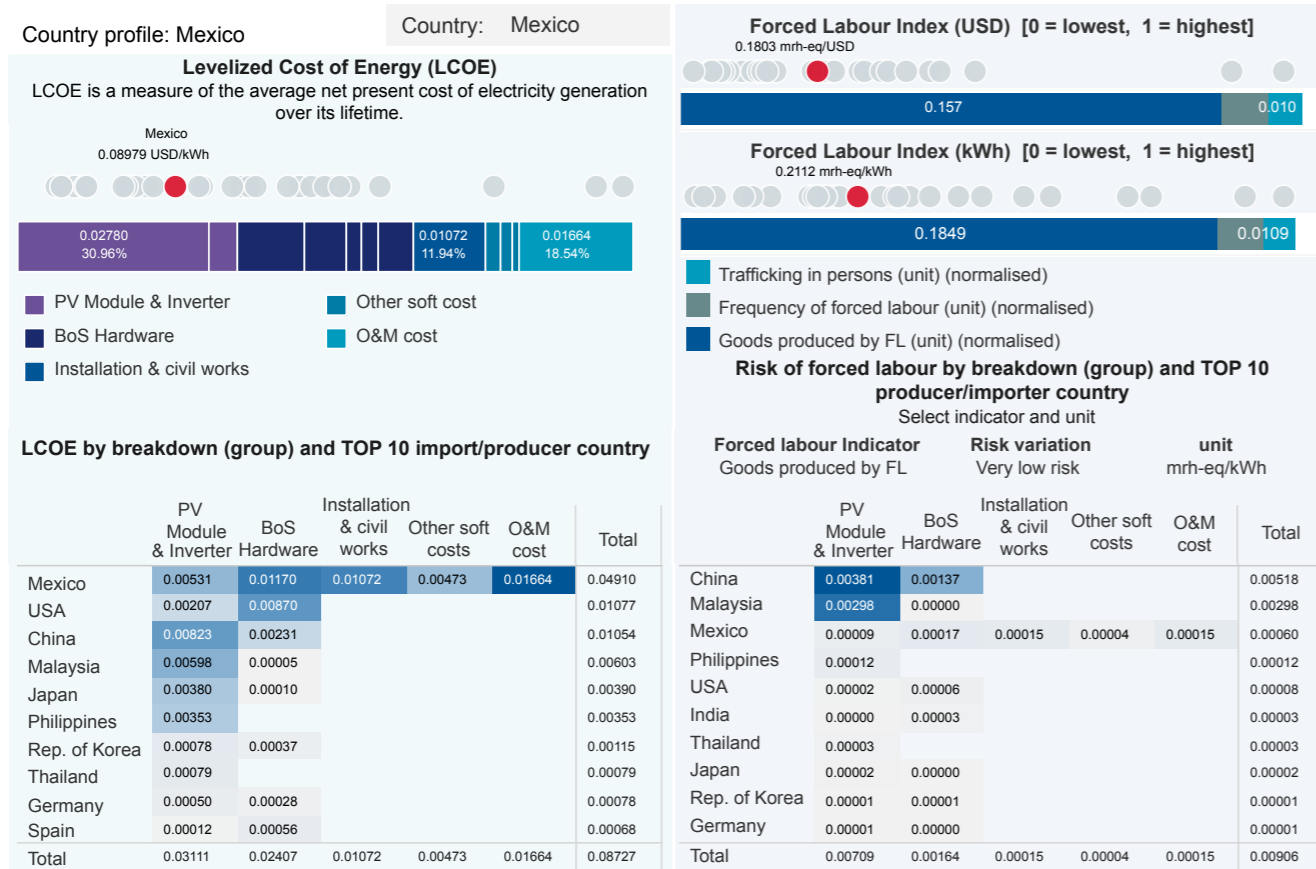 Country profile: Mexico
Country: Mexico
Levelized Cost of Energy (LCOE)
LCOE is a measure of the average net present cost of electricity generation
over its lifetime.
Mexico
0.08979 USD/kWh
0.02780 0.01072 0.01664
30.96% 11.94% 18.54%
PV Module & Inverter
BoS Hardware
Installation & civil works
Other soft cost
O&M cost
LCOE by breakdown (group) and TOP 10 import/producer country
PV Module & Inverter BoS Hardware Installation & civil works Other soft costs O&M cost Total
Mexico 0.00531 0.01170 0.01072 0.00473 0.01664 0.04910
USA 0.00207 0.00870 0.01077
China 0.00823 0.00231 0.01054
Malaysia 0.00598 0.00005 0.00603
Japan 0.00380 0.00010 0.00390
Philippines 0.00353 0.00353
Rep. of Korea 0.00078 0.00037 0.00115
Thailand 0.00079 0.00079
Germany 0.00050 0.00028 0.00078
Spain 0.00012 0.00056 0.00068
Total 0.03111 0.02407 0.01072 0.00473 0.01664 0.08727
Forced Labour Index (USD) [0 = lowest, 1 = highest]
0.1803 mrh-eq/USD
0.157 0.010
Forced Labour Index (kWh) [0 = lowest, 1 = highest]
0.2112 mrh-eq/kWh
0.1849 0.0109
Trafficking in persons (unit) (normalised)
Frequency of forced labour (unit) (normalised)
Goods produced by FL (unit) (normalised)
Risk of forced labour by breakdown (group) and TOP 10
producer/importer country
Select indicator and unit
Forced labour Indicator Risk variation unit
Goods produced by FL Very low risk mrh-eq/kWh
PV Module & Inverter BoS Hardware Installation & civil works Other soft costs O&M cost Total
China 0.00381 0.00137 0.00518
Malaysia 0.00298 0.00000 0.00298
Mexico 0.00009 0.00017 0.00015 0.00004 0.00015 0.00060
Philippines 0.00012 0.00012
USA 0.00002 0.00006 0.00008
India 0.00000 0.00003 0.00003
Thailand 0.00003 0.00003
Japan 0.00002 0.00000 0.00002
Rep. of Korea 0.00001 0.00001 0.00001
Germany 0.00001 0.00000 0.00001
Total 0.00709 0.00164 0.00015 0.00004 0.00015 0.00906